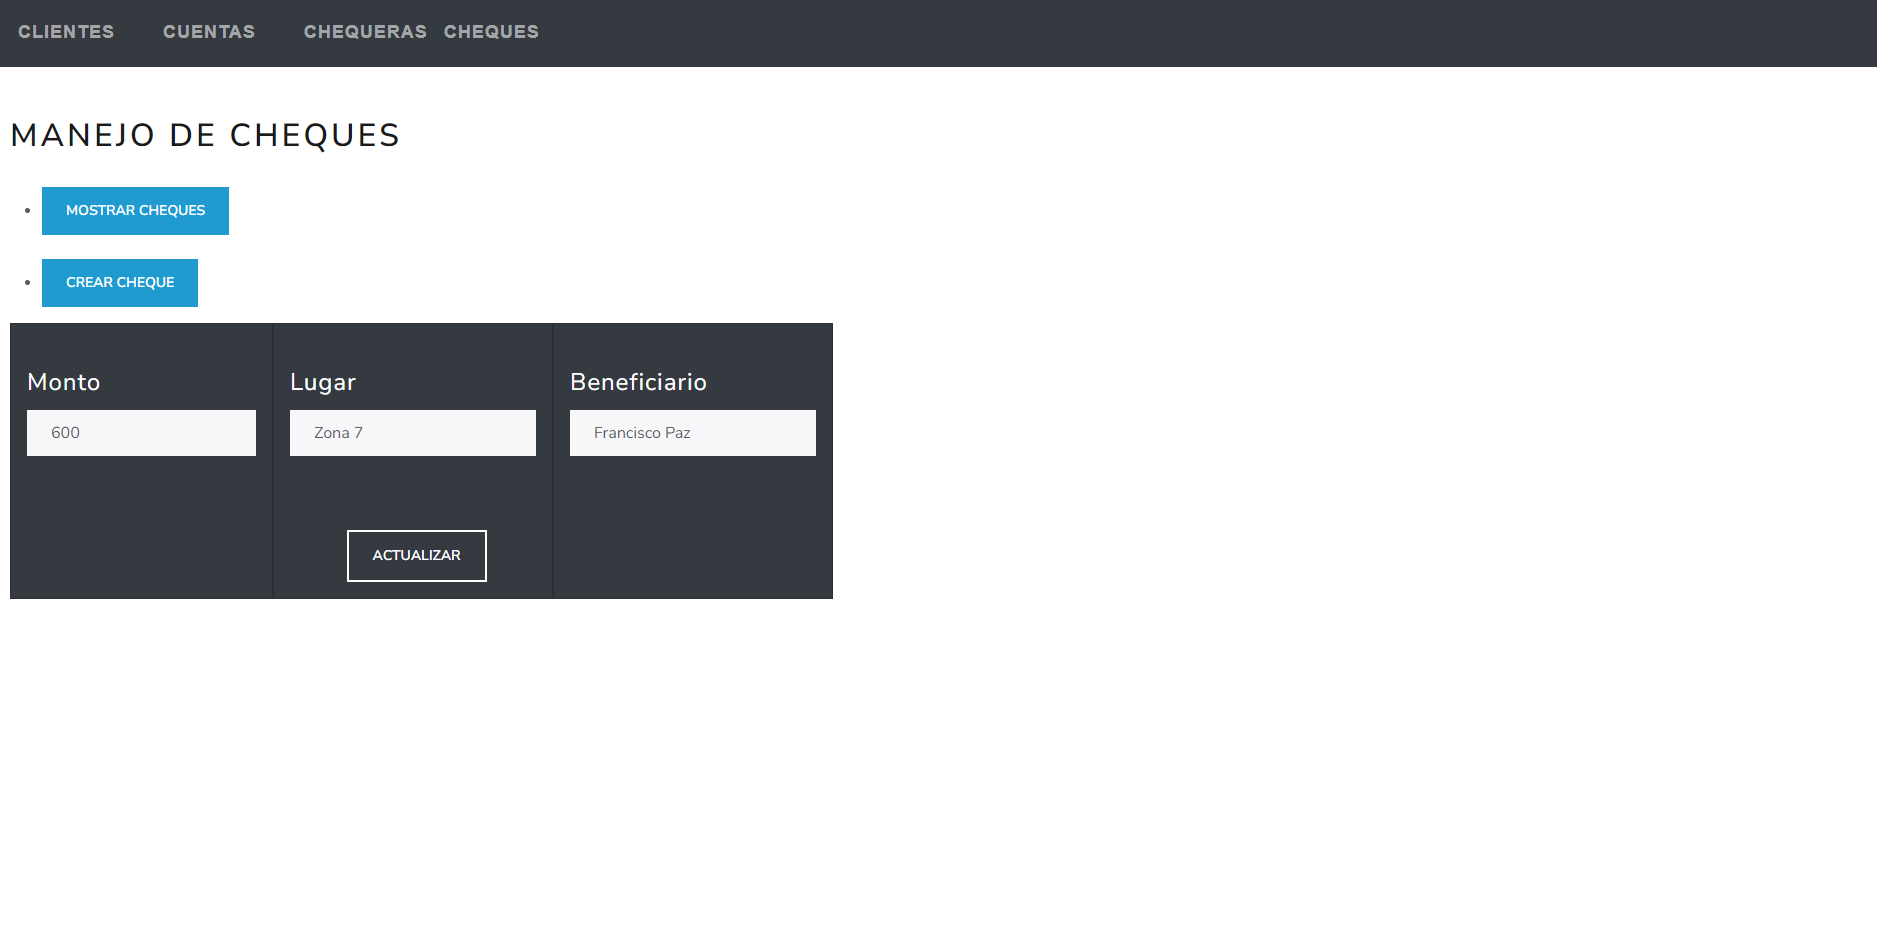 CLIENTES CUENTAS CHEQUERAS CHEQUES
MANEJO DE CHEQUES
MOSTRAR CHEQUES
CREAR CHEQUE
Monto Lugar Beneficiario
600 Zona 7 Francisco Paz
ACTUALIZAR